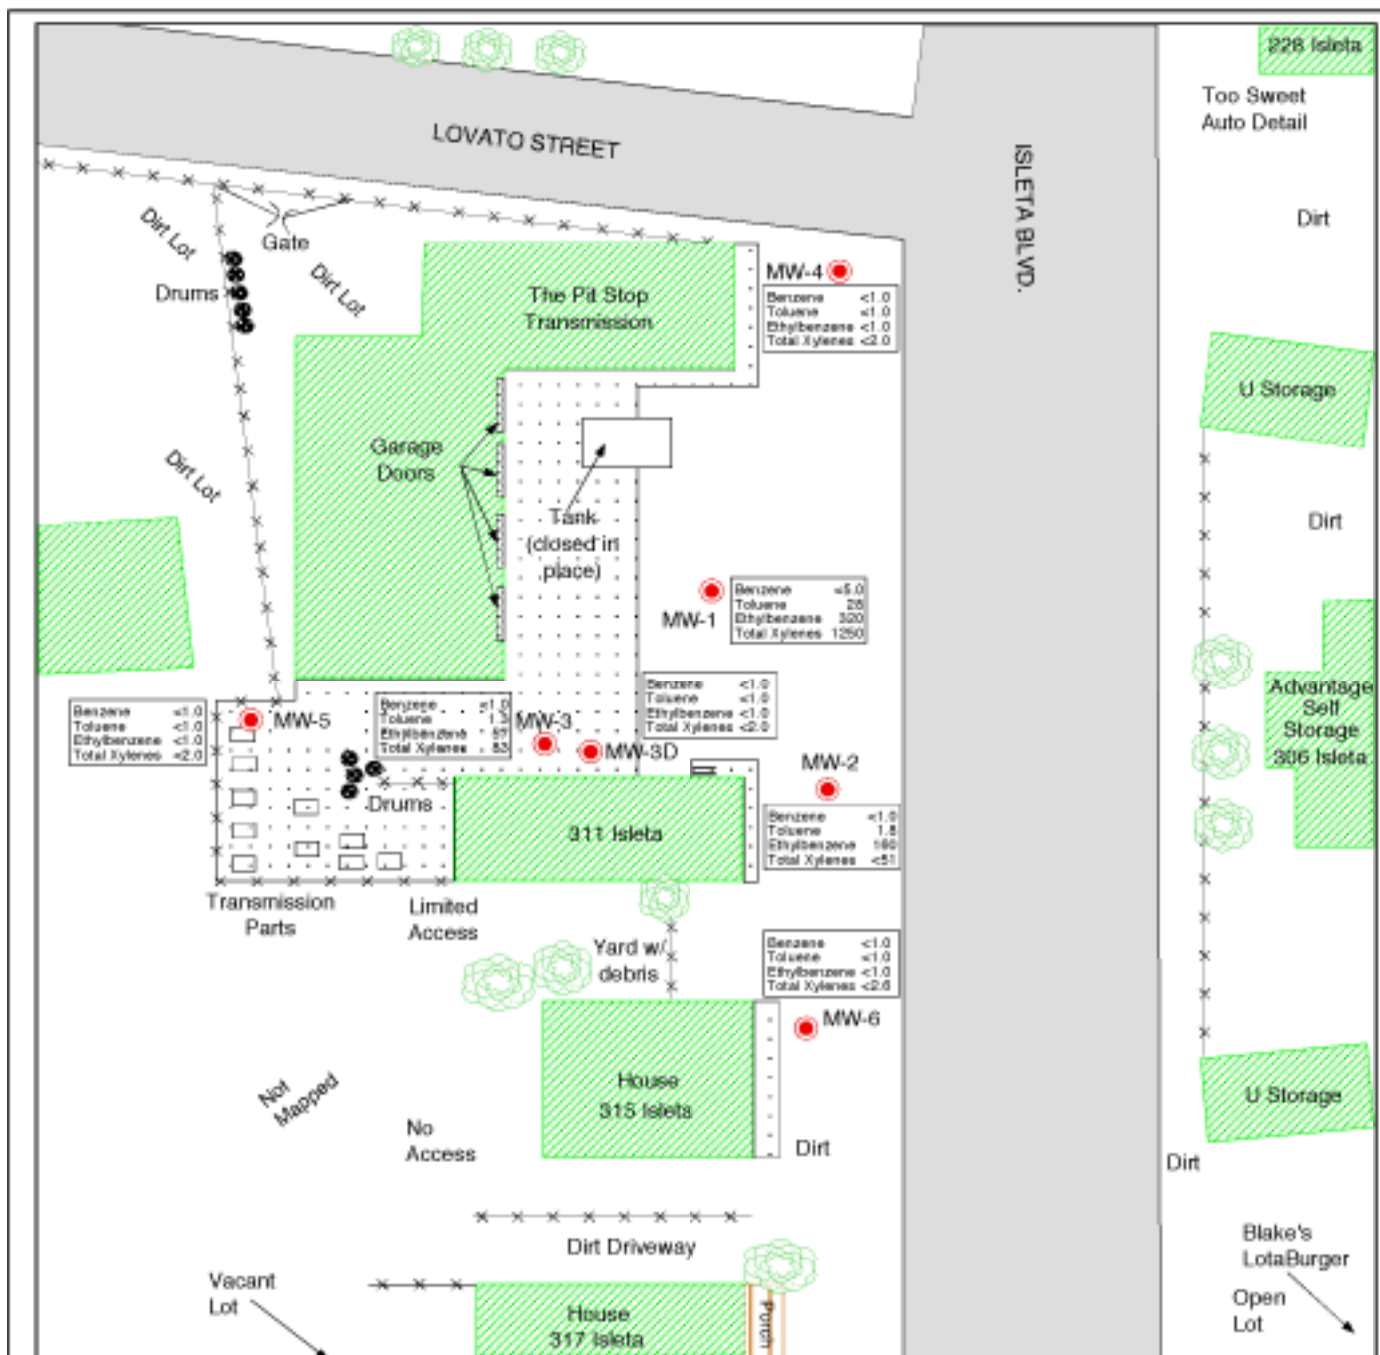 228 Isleta
Too Sweet
Auto Detail
LOVATO STREET
ISLETA BLVD.
Dirt Lot
Gate
Dirt
Dirt Lot
Drums
MW-4
The Pit Stop
Transmission
Benzene <1.0
Toluene <1.0
Ethylbenzene <1.0
Total Xylenes <2.0
U Storage
Garage
Doors
Dirt Lot
Tank
(closed in
place)
Dirt
MW-1
Benzene <5.0
Toluene 28
Ethylbenzene 320
Total Xylenes 1250
Benzene <1.0
Toluene <1.0
Ethylbenzene <1.0
Total Xylenes <2.0
Advantage
Self
Storage
306 Isleta
Benzene <1.0
Toluene <1.0
Ethylbenzene <1.0
Total Xylenes <2.0
MW-5
Benzene <1.0
Toluene 1.3
Ethylbenzene 57
Total Xylenes 53
MW-3
MW-3D
MW-2
Drums
311 Isleta
Benzene <1.0
Toluene 1.8
Ethylbenzene 160
Total Xylenes <51
Transmission
Parts
Limited
Access
Yard w/
debris
Benzene <1.0
Toluene <1.0
Ethylbenzene <1.0
Total Xylenes <2.6
MW-6
House
315 Isleta
U Storage
Not
Mapped
No
Access
Dirt
Dirt
Dirt Driveway
Blake's
LotaBurger
Vacant
Lot
Open
Lot
House
317 Isleta
Porch